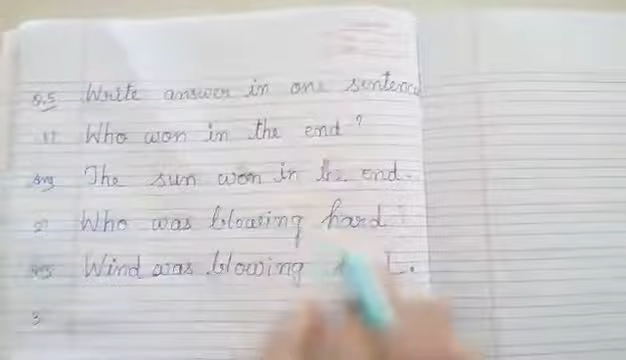 Q.5 Write answer in one sentence
1) Who won in the end?
Ans The sun won in the end.
2) Who was blowing hard
Ans Wind was blowing
3